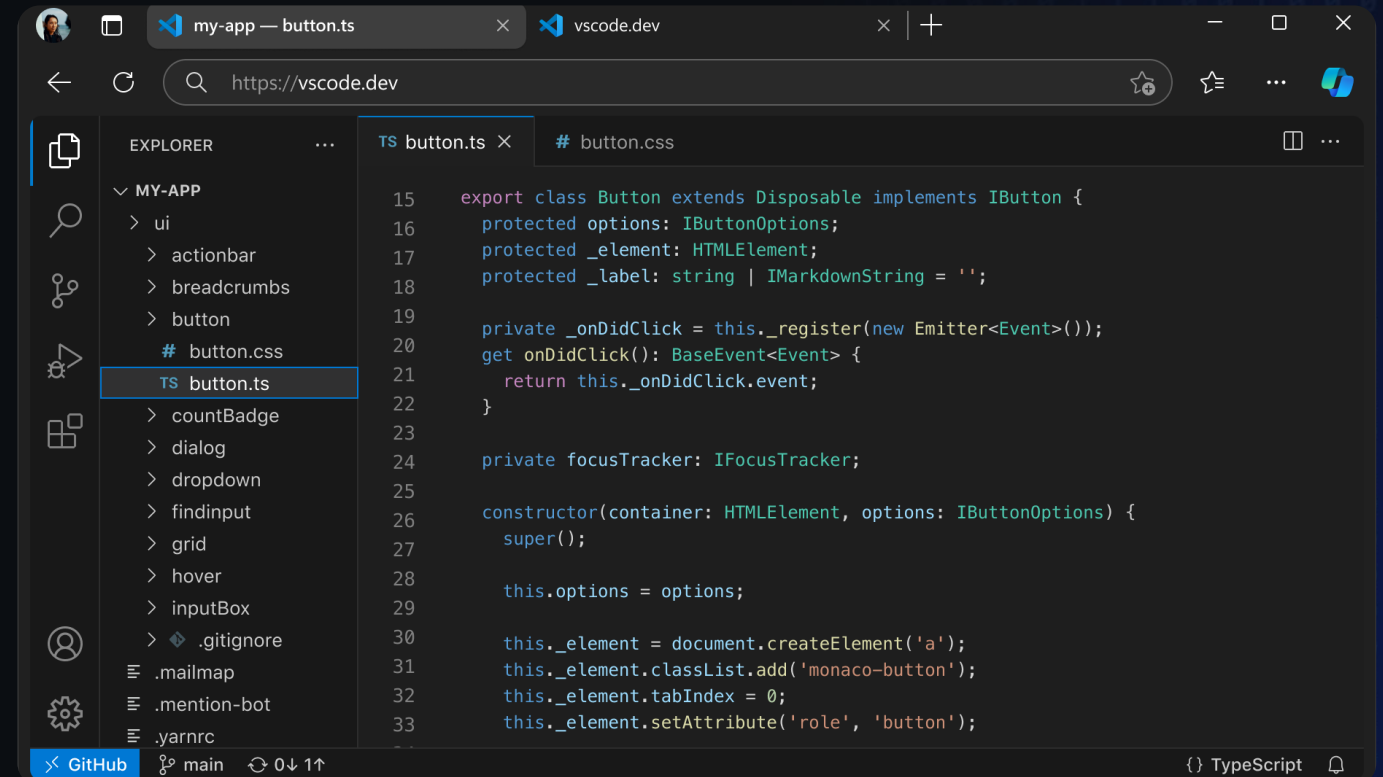 my-app — button.ts
vscode.dev
https://vscode.dev
EXPLORER
MY-APP
ui
actionbar
breadcrumbs
button
# button.css
TS button.ts
countBadge
dialog
dropdown
findinput
grid
hover
inputBox
.gitignore
.mailmap
.mention-bot
.yarnrc
TS button.ts
# button.css
15 export class Button extends Disposable implements IButton {
16 protected options: IButtonOptions;
17 protected _element: HTMLElement;
18 protected _label: string | IMarkdownString = '';
19
20 private _onDidClick = this._register(new Emitter<Event>());
21 get onDidClick(): BaseEvent<Event> {
22 return this._onDidClick.event;
23 }
24
25 private focusTracker: IFocusTracker;
26
27 constructor(container: HTMLElement, options: IButtonOptions) {
28 super();
29
30 this.options = options;
31
32 this._element = document.createElement('a');
33 this._element.classList.add('monaco-button');
this._element.tabIndex = 0;
this._element.setAttribute('role', 'button');
GitHub
main
0↓ 1↑
{} TypeScript